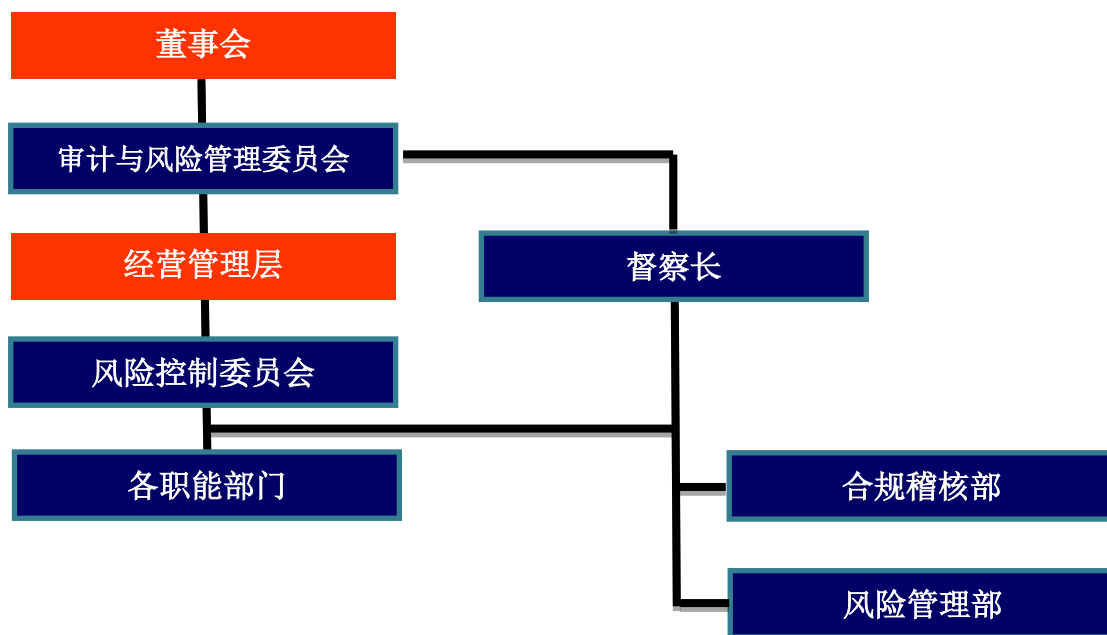 董事会
审计与风险管理委员会
经营管理层
督察长
风险控制委员会
各职能部门
合规稽核部
风险管理部